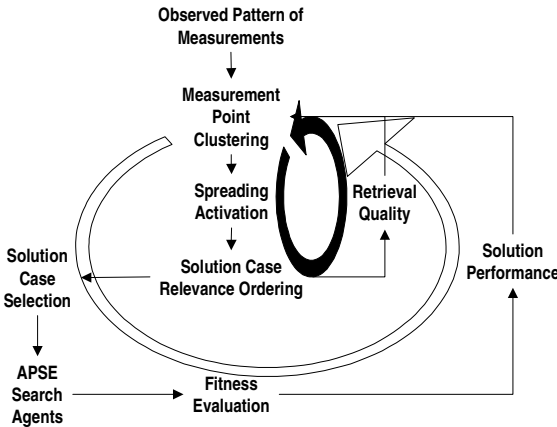 Observed Pattern of
Measurements
Measurement
Point
Clustering
Spreading
Activation
Retrieval
Quality
Solution Case
Relevance Ordering
Solution
Case
Selection
Solution
Performance
APSE
Search
Agents
Fitness
Evaluation